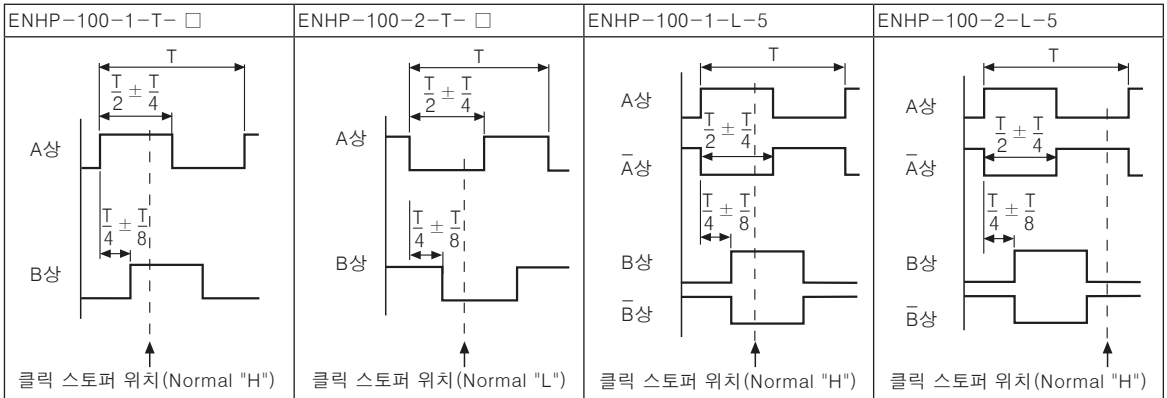 ENHP-100-1-T- □
T
T/2 ± T/4
A상
T/4 ± T/8
B상
클릭 스토퍼 위치(Normal "H")
ENHP-100-2-T- □
T
T/2 ± T/4
A상
T/4 ± T/8
B상
클릭 스토퍼 위치(Normal "L")
ENHP-100-1-L-5
T
A상
T/2 ± T/4
A̅상
T/4 ± T/8
B상
B̅상
클릭 스토퍼 위치(Normal "H")
ENHP-100-2-L-5
T
A상
T/2 ± T/4
A̅상
T/4 ± T/8
B상
B̅상
클릭 스토퍼 위치(Normal "H")